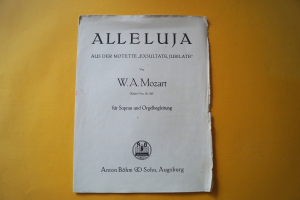 ALLELUJA
AUS DER MOTETTE „EXSULTATE, JUBILATE“
von
W. A. Mozart
für Sopran und Orgelbegleitung
Anton Böhm & Sohn, Augsburg